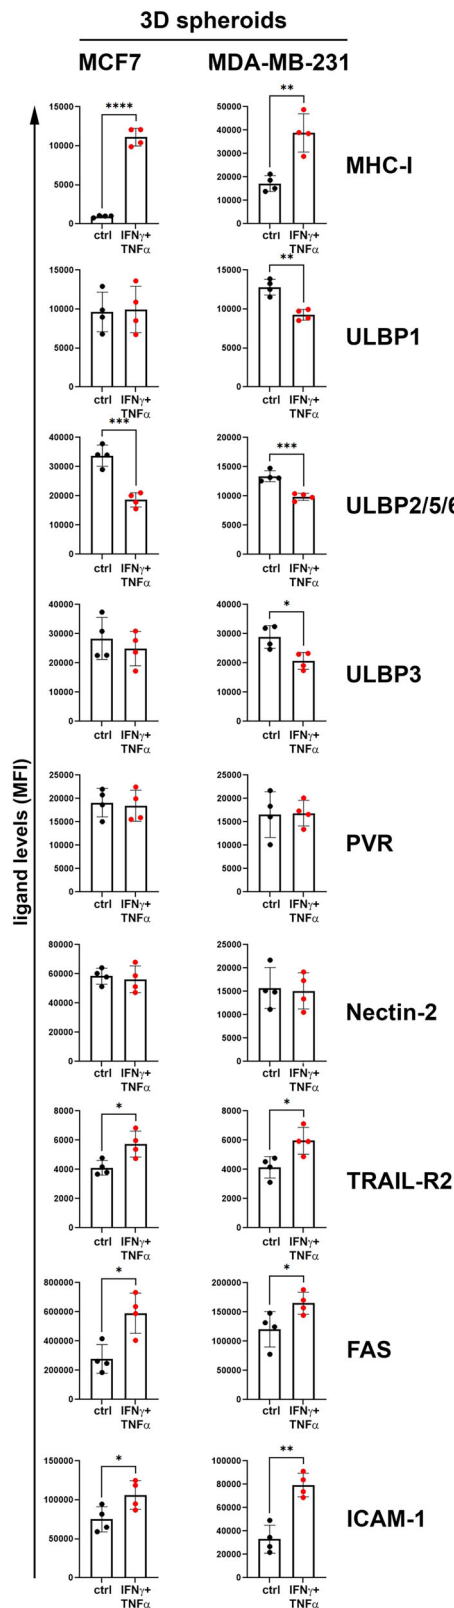 3D spheroids
MCF7 MDA-MB-231
ligand levels (MFI)
**** **
15000 50000
10000 40000
5000 30000
0 20000
10000
0
ctrl IFNγ+ TNFα ctrl IFNγ+ TNFα
MHC-I
**
15000 15000
10000 10000
5000 5000
0 0
ctrl IFNγ+ TNFα ctrl IFNγ+ TNFα
ULBP1
*** ***
40000 20000
30000 15000
20000 10000
10000 5000
0 0
ctrl IFNγ+ TNFα ctrl IFNγ+ TNFα
ULBP2/5/6
*
40000 40000
30000 30000
20000 20000
10000 10000
0 0
ctrl IFNγ+ TNFα ctrl IFNγ+ TNFα
ULBP3
25000 25000
20000 20000
15000 15000
10000 10000
5000 5000
0 0
ctrl IFNγ+ TNFα ctrl IFNγ+ TNFα
PVR
80000 25000
60000 20000
40000 15000
20000 10000
0 5000
0
ctrl IFNγ+ TNFα ctrl IFNγ+ TNFα
Nectin-2
* *
8000 8000
6000 6000
4000 4000
2000 2000
0 0
ctrl IFNγ+ TNFα ctrl IFNγ+ TNFα
TRAIL-R2
* *
800000 200000
600000 150000
400000 100000
200000 50000
0 0
ctrl IFNγ+ TNFα ctrl IFNγ+ TNFα
FAS
* **
150000 100000
100000 80000
50000 60000
0 40000
20000
0
ctrl IFNγ+ TNFα ctrl IFNγ+ TNFα
ICAM-1